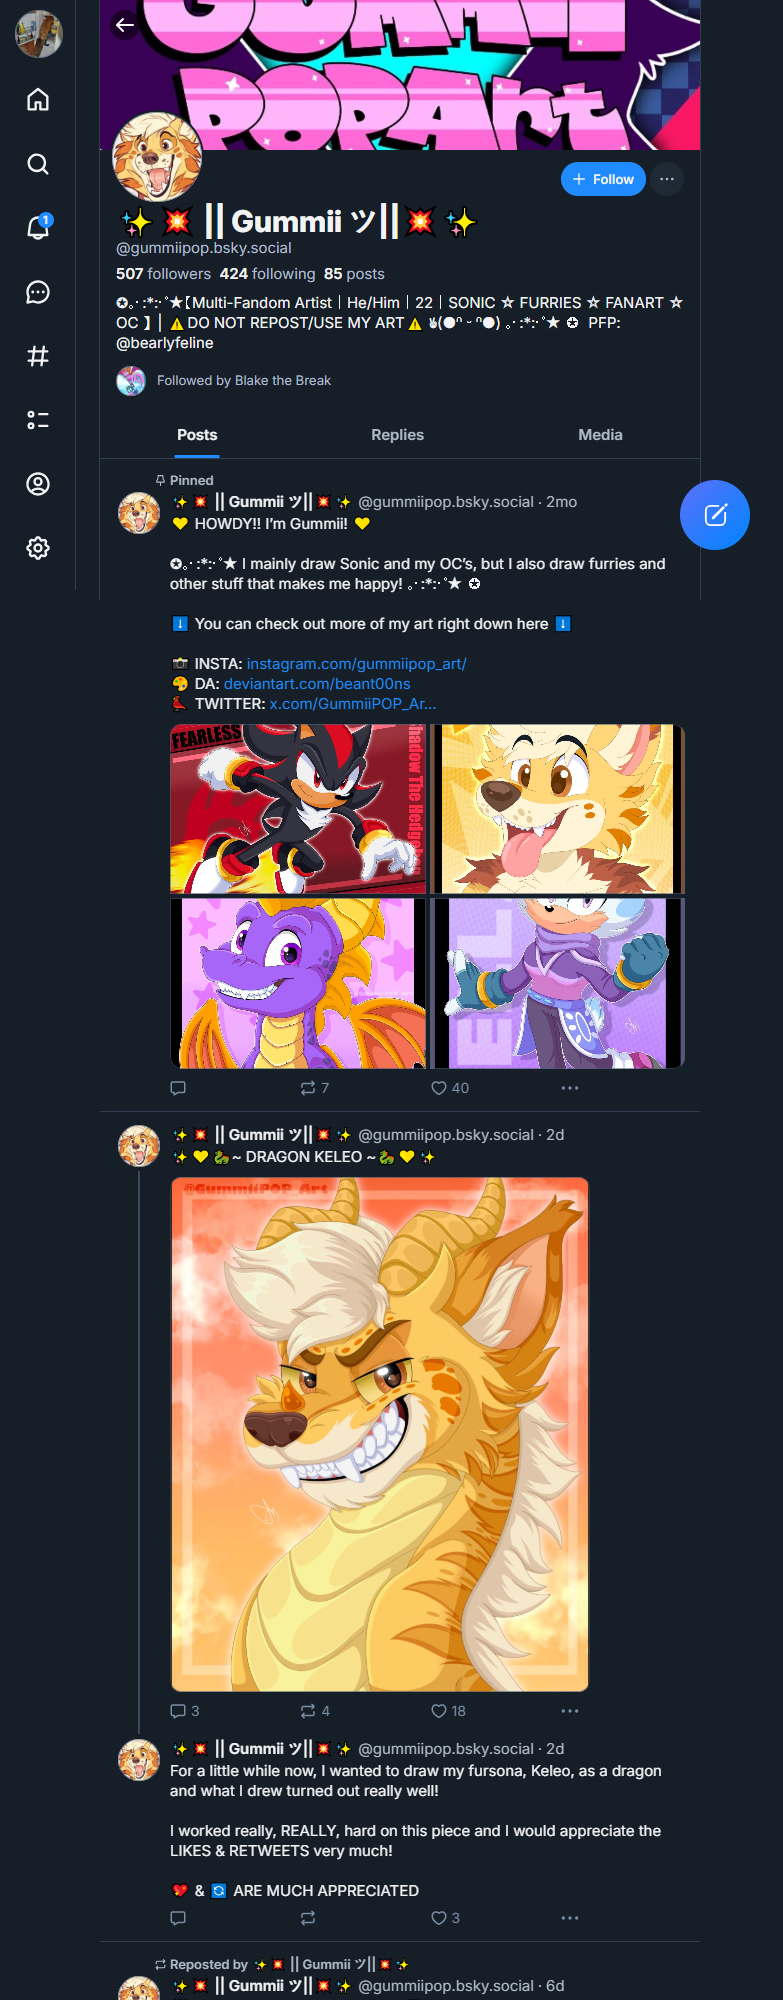 GUMMii
POPArt
Follow
✨💥 || Gummii ツ||💥 ✨
@gummiipop.bsky.social
507 followers 424 following 85 posts
✪｡･:*:･ﾟ★〖Multi-Fandom Artist | He/Him | 22 | SONIC ☆ FURRIES ☆ FANART ☆
OC 】| ⚠️DO NOT REPOST/USE MY ART⚠️ ✌(●ᐢ ᵕ ᐢ●) ｡･:*:･ﾟ★ ✪ PFP:
@bearlyfeline
Followed by Blake the Break
Posts Replies Media
1
Pinned
✨💥 || Gummii ツ||💥 ✨ @gummiipop.bsky.social · 2mo
💛 HOWDY!! I'm Gummii! 💛
✪｡･:*:･ﾟ★ I mainly draw Sonic and my OC's, but I also draw furries and
other stuff that makes me happy! ｡･:*:･ﾟ★ ✪
⬇️ You can check out more of my art right down here ⬇️
📷 INSTA: instagram.com/gummiipop_art/
🎨 DA: deviantart.com/beant00ns
🐦 TWITTER: x.com/GummiiPOP_Ar...
FEARLESS
Shadow The Hedgeh
7 40
✨💥 || Gummii ツ||💥 ✨ @gummiipop.bsky.social · 2d
✨💛🐉~ DRAGON KELEO ~🐉💛✨
@GummiiPOP_Art
3 4 18
✨💥 || Gummii ツ||💥 ✨ @gummiipop.bsky.social · 2d
For a little while now, I wanted to draw my fursona, Keleo, as a dragon
and what I drew turned out really well!
I worked really, REALLY, hard on this piece and I would appreciate the
LIKES & RETWEETS very much!
💖 & 🔄 ARE MUCH APPRECIATED
3
Reposted by ✨💥 || Gummii ツ||💥 ✨
✨💥 || Gummii ツ||💥 ✨ @gummiipop.bsky.social · 6d